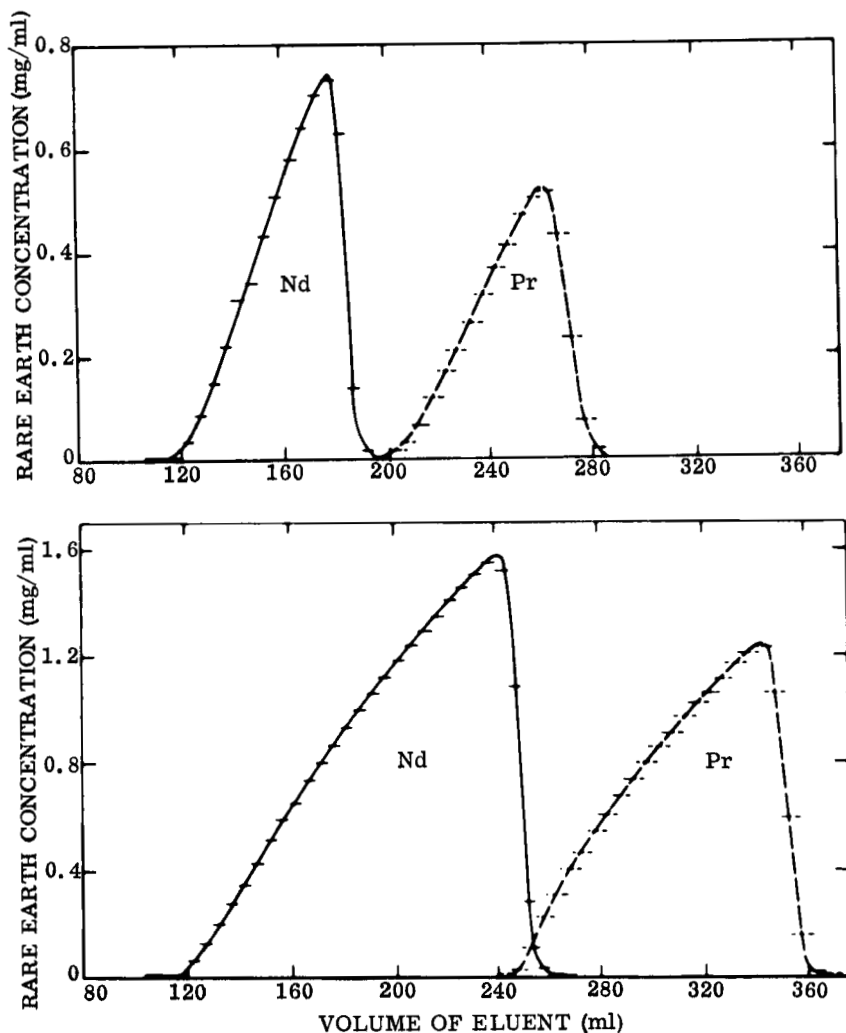 RARE EARTH CONCENTRATION (mg/ml)
0.8
0.6
0.4
0.2
0
Nd
Pr
80 120 160 200 240 280 320 360
RARE EARTH CONCENTRATION (mg/ml)
1.6
1.2
0.8
0.4
0
Nd
Pr
80 120 160 200 240 280 320 360
VOLUME OF ELUENT (ml)